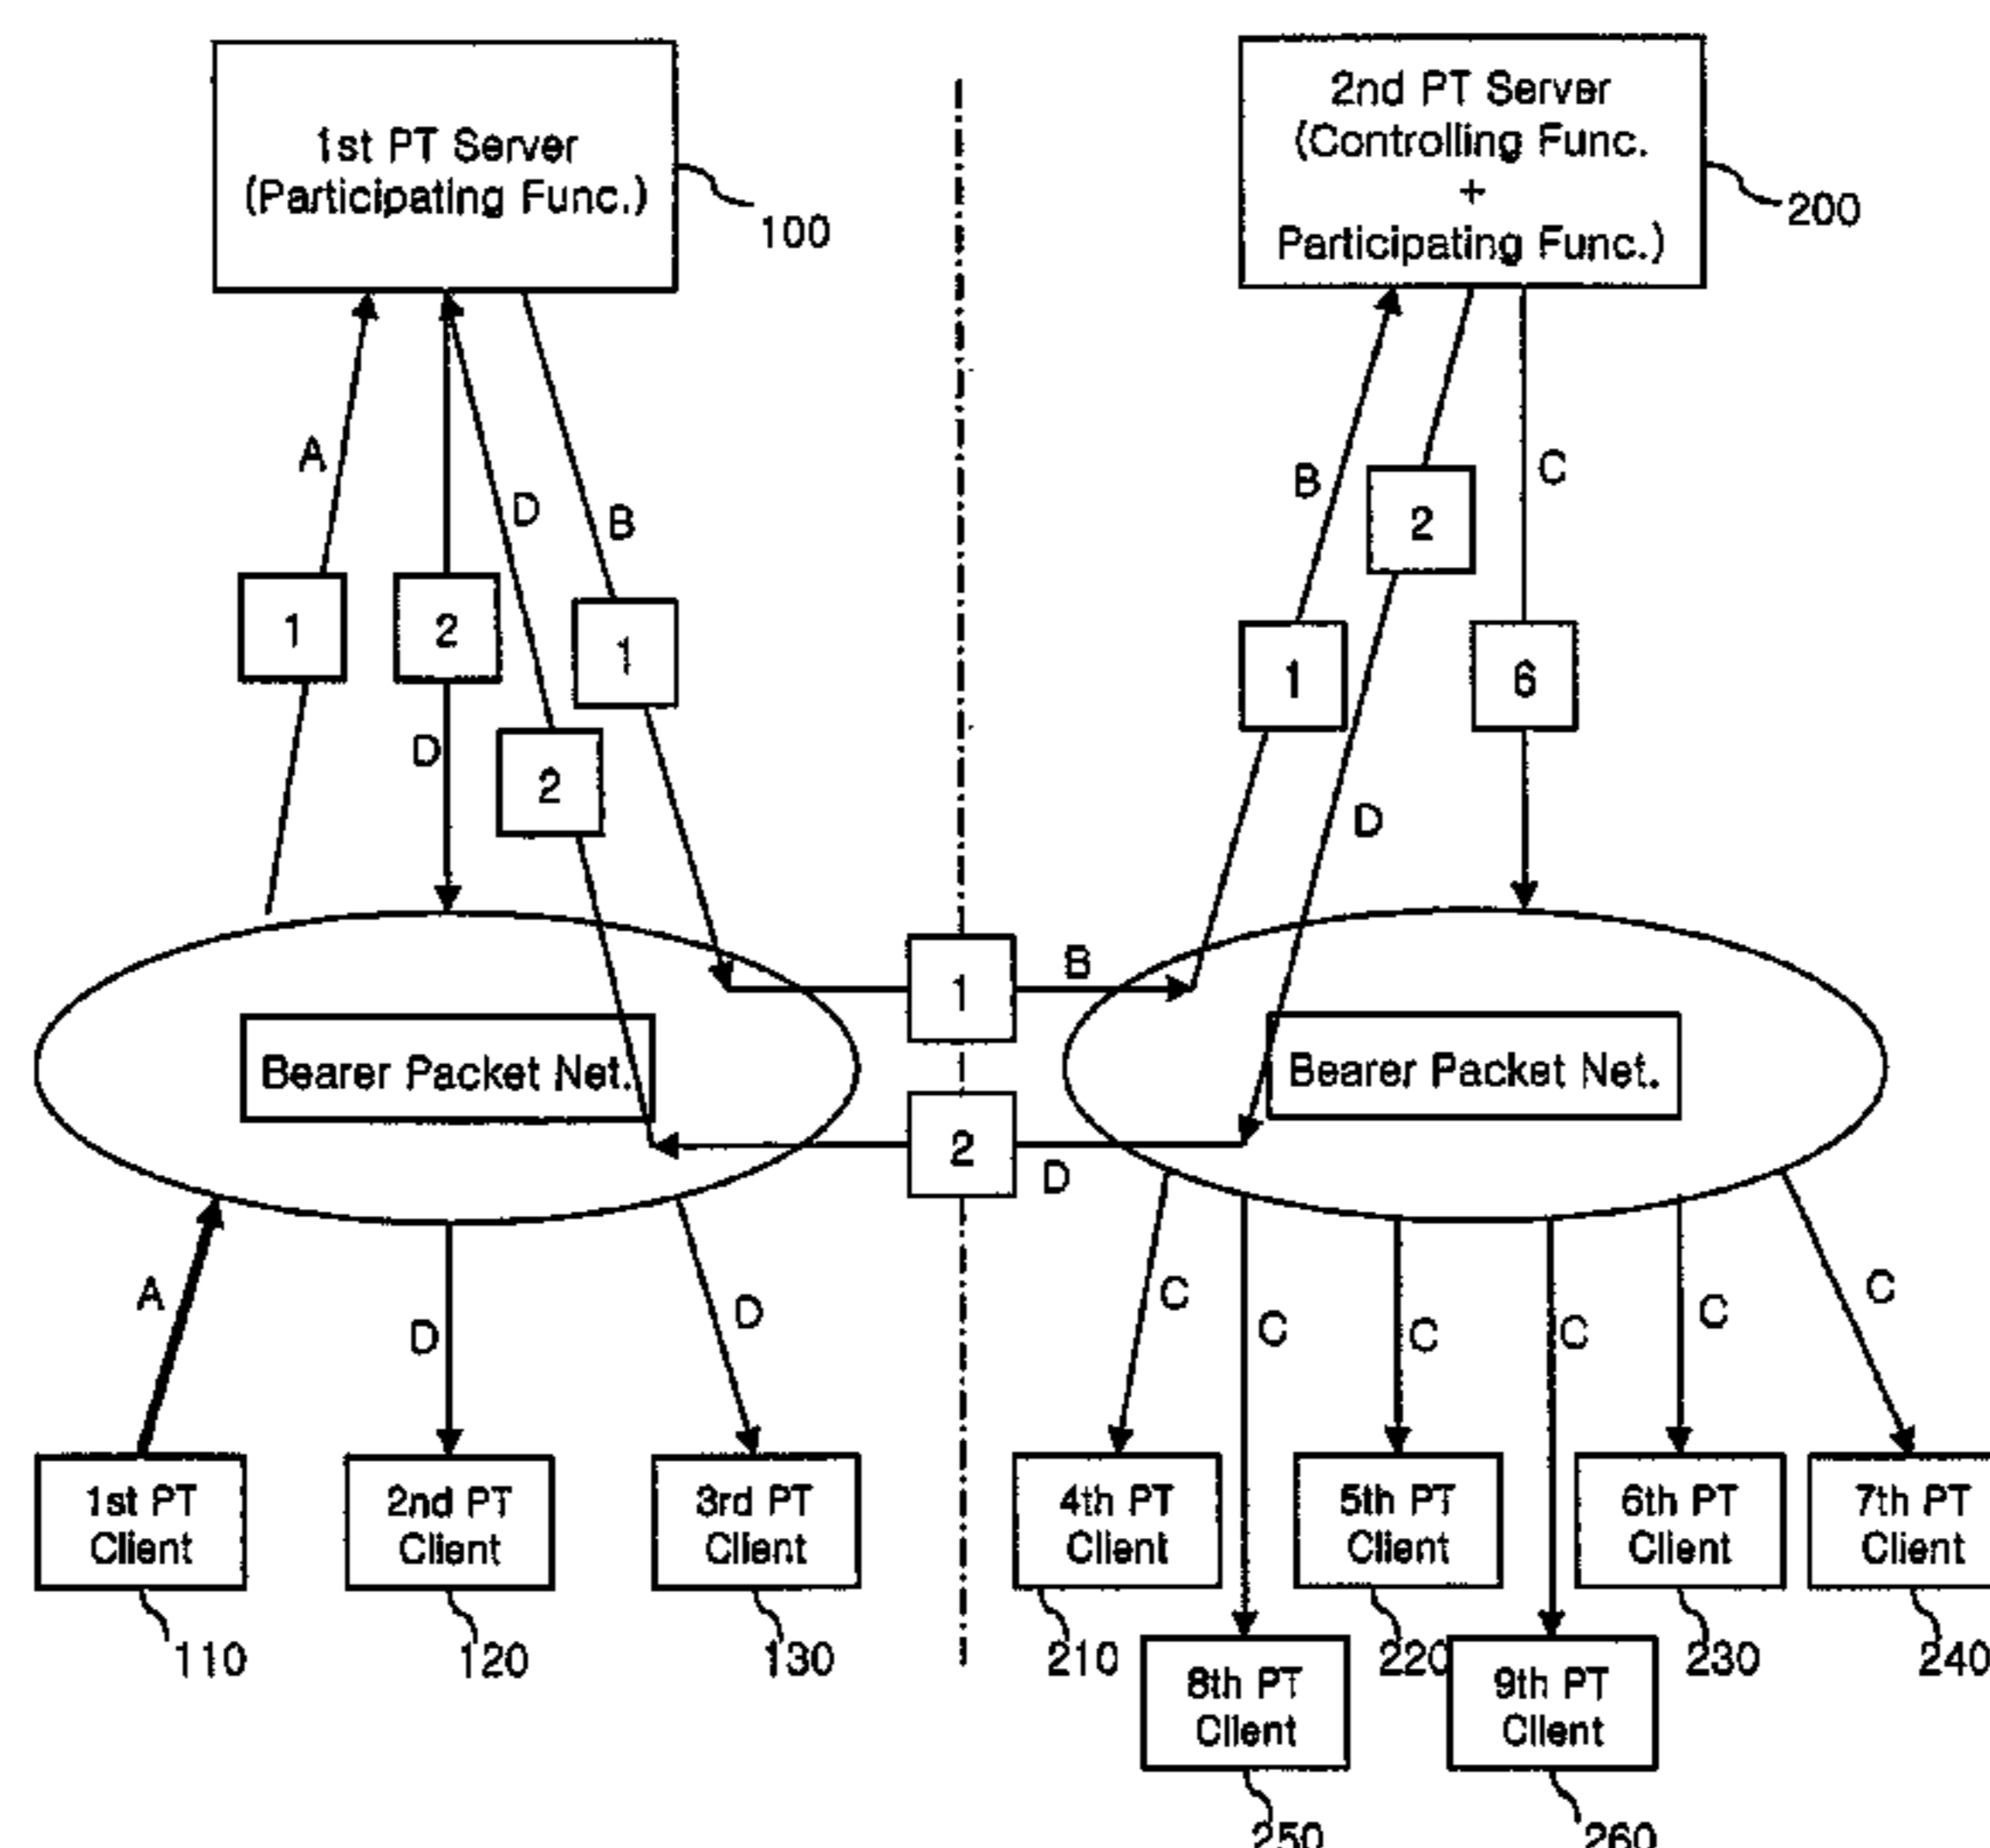 1st PT Server
(Participating Func.)
100
2nd PT Server
(Controlling Func.
+
Participating Func.)
200
A
D
B
B
C
2
1
2
1
1
6
D
2
D
1
B
Bearer Packet Net.
Bearer Packet Net.
2
D
A
D
D
C
C
C
C
C
C
1st PT
Client
2nd PT
Client
3rd PT
Client
4th PT
Client
5th PT
Client
6th PT
Client
7th PT
Client
110
120
130
210
220
230
240
8th PT
Client
9th PT
Client
250
260